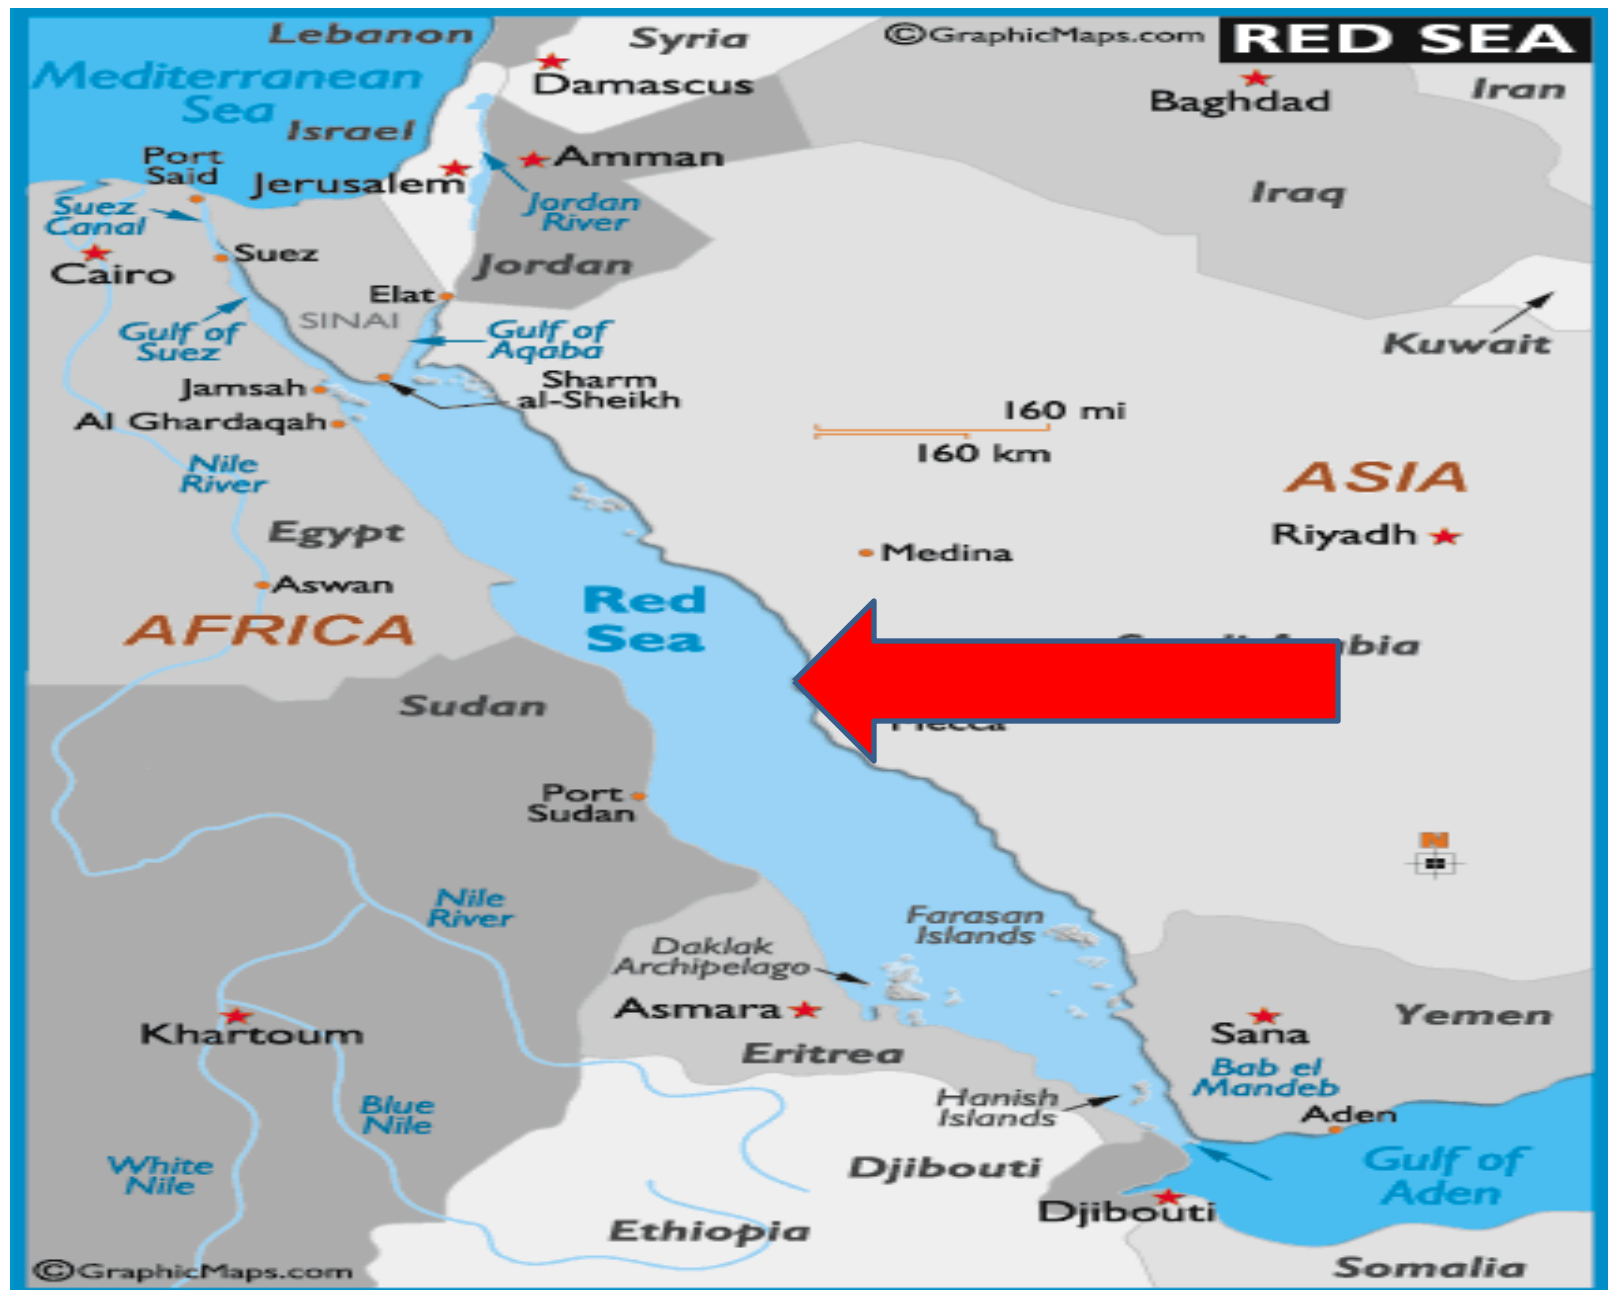 Lebanon
Syria
©GraphicMaps.com
RED SEA
Mediterranean
Sea
Damascus
Baghdad
Iran
Israel
Port
Said
Jerusalem
Amman
Iraq
Suez
Canal
Jordan
River
Suez
Cairo
Jordan
Elat
SINAI
Gulf of
Suez
Gulf of
Aqaba
Kuwait
Jamsah
Sharm
al-Sheikh
Al Ghardaqah
160 mi
160 km
Nile
River
ASIA
Egypt
Riyadh
Medina
Aswan
Red
Sea
AFRICA
bia
Sudan
Mecca
Port
Sudan
N
Nile
River
Farasan
Islands
Daklak
Archipelago
Asmara
Khartoum
Sana
Yemen
Eritrea
Bab el
Mandeb
Hanish
Islands
Aden
Blue
Nile
White
Nile
Djibouti
Gulf of
Aden
Djibouti
Ethiopia
©GraphicMaps.com
Somalia